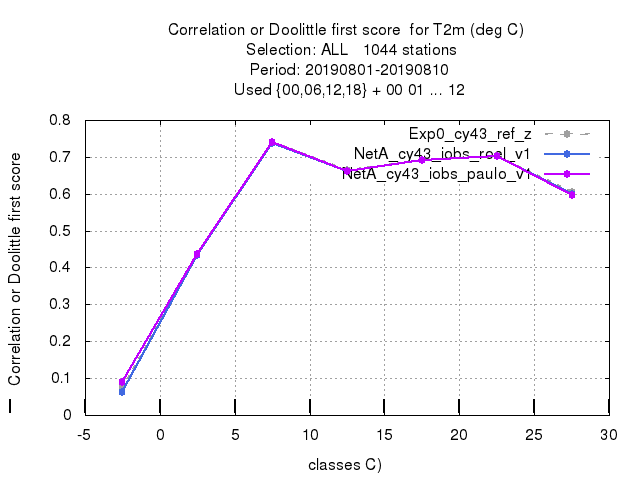 Correlation or Doolittle first score  for T2m (deg C)
Selection: ALL   1044 stations
Period: 20190801-20190810
Used {00,06,12,18} + 00 01 ... 12
Exp0_cy43_ref_z
NetA_cy43_iobs_roel_v1
NetA_cy43_iobs_paulo_v1
Correlation or Doolittle first score
0.8
0.7
0.6
0.5
0.4
0.3
0.2
0.1
0
-5 0 5 10 15 20 25 30
classes C)